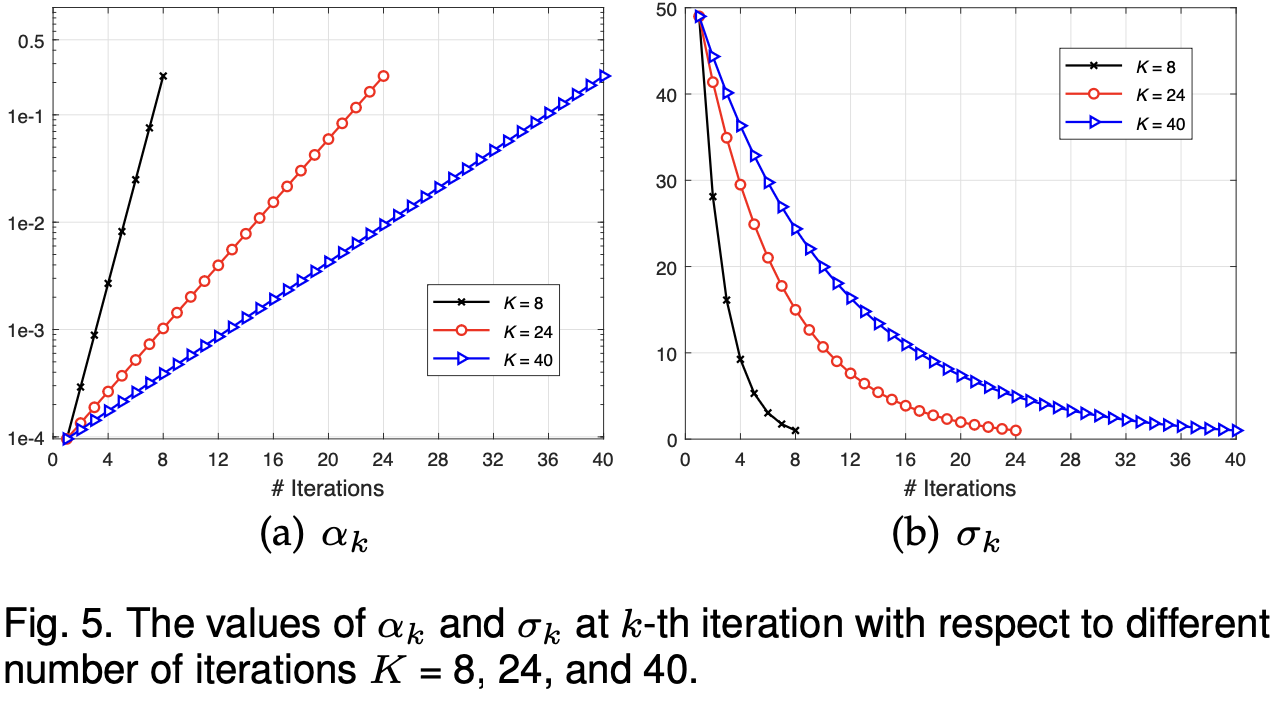 0.5
1e-1
1e-2
1e-3
1e-4
0 4 8 12 16 20 24 28 32 36 40
# Iterations
K = 8
K = 24
K = 40
(a) αₖ
50
40
30
20
10
0
0 4 8 12 16 20 24 28 32 36 40
# Iterations
K = 8
K = 24
K = 40
(b) σₖ
Fig. 5. The values of αₖ and σₖ at k-th iteration with respect to different
number of iterations K = 8, 24, and 40.